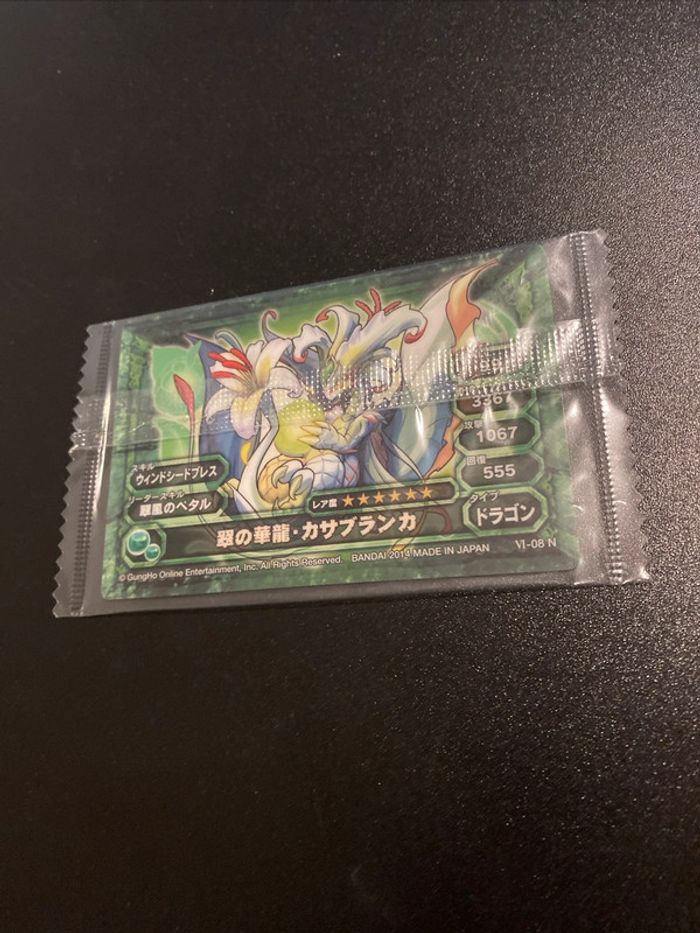 3367
攻撃
1067
回復
555
スキル
ウィンドシードブレス
リーダースキル
翠風のペタル
レア度 ★★★★★★
タイプ
ドラゴン
翠の華龍・カサブランカ
© GungHo Online Entertainment, Inc. All Rights Reserved. BANDAI 2014 MADE IN JAPAN
VI-08 N